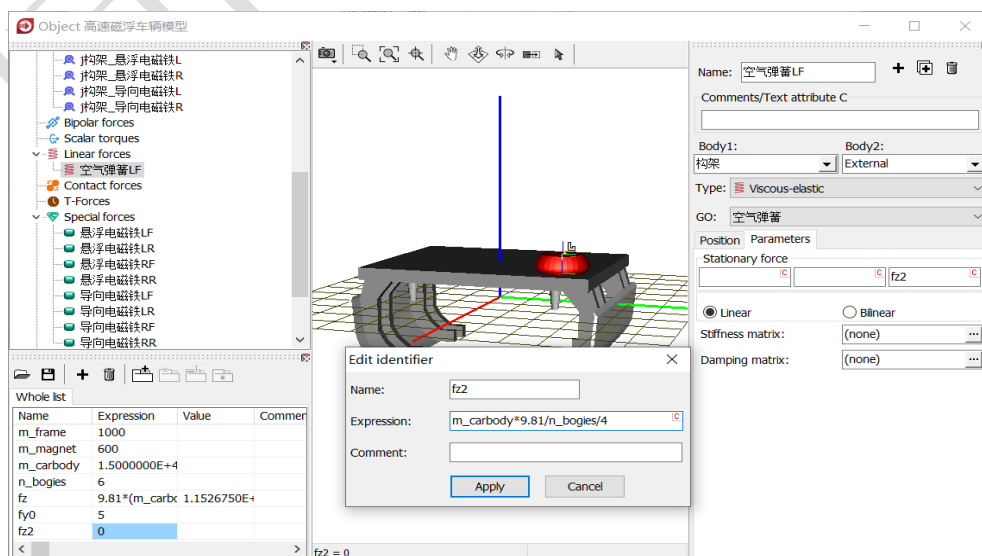 Object 高速磁浮车辆模型
j构架_悬浮电磁铁L
j构架_悬浮电磁铁R
j构架_导向电磁铁L
j构架_导向电磁铁R
Bipolar forces
Scalar torques
Linear forces
空气弹簧LF
Contact forces
T-Forces
Special forces
悬浮电磁铁LF
悬浮电磁铁LR
悬浮电磁铁RF
悬浮电磁铁RR
导向电磁铁LF
导向电磁铁LR
导向电磁铁RF
导向电磁铁RR
Whole list
Name Expression Value Commer
m_frame 1000
m_magnet 600
m_carbody 1.5000000E+4
n_bogies 6
fz 9.81*(m_carbc 1.1526750E+
fy0 5
fz2 0
fz2 = 0
Edit identifier
Name: fz2
Expression: m_carbody*9.81/n_bogies/4 C
Comment:
Apply Cancel
Name: 空气弹簧LF
Comments/Text attribute C
Body1: Body2:
构架 External
Type: Viscous-elastic
GO: 空气弹簧
Position Parameters
Stationary force
C C fz2 C
Linear Bilinear
Stiffness matrix: (none) ...
Damping matrix: (none) ...